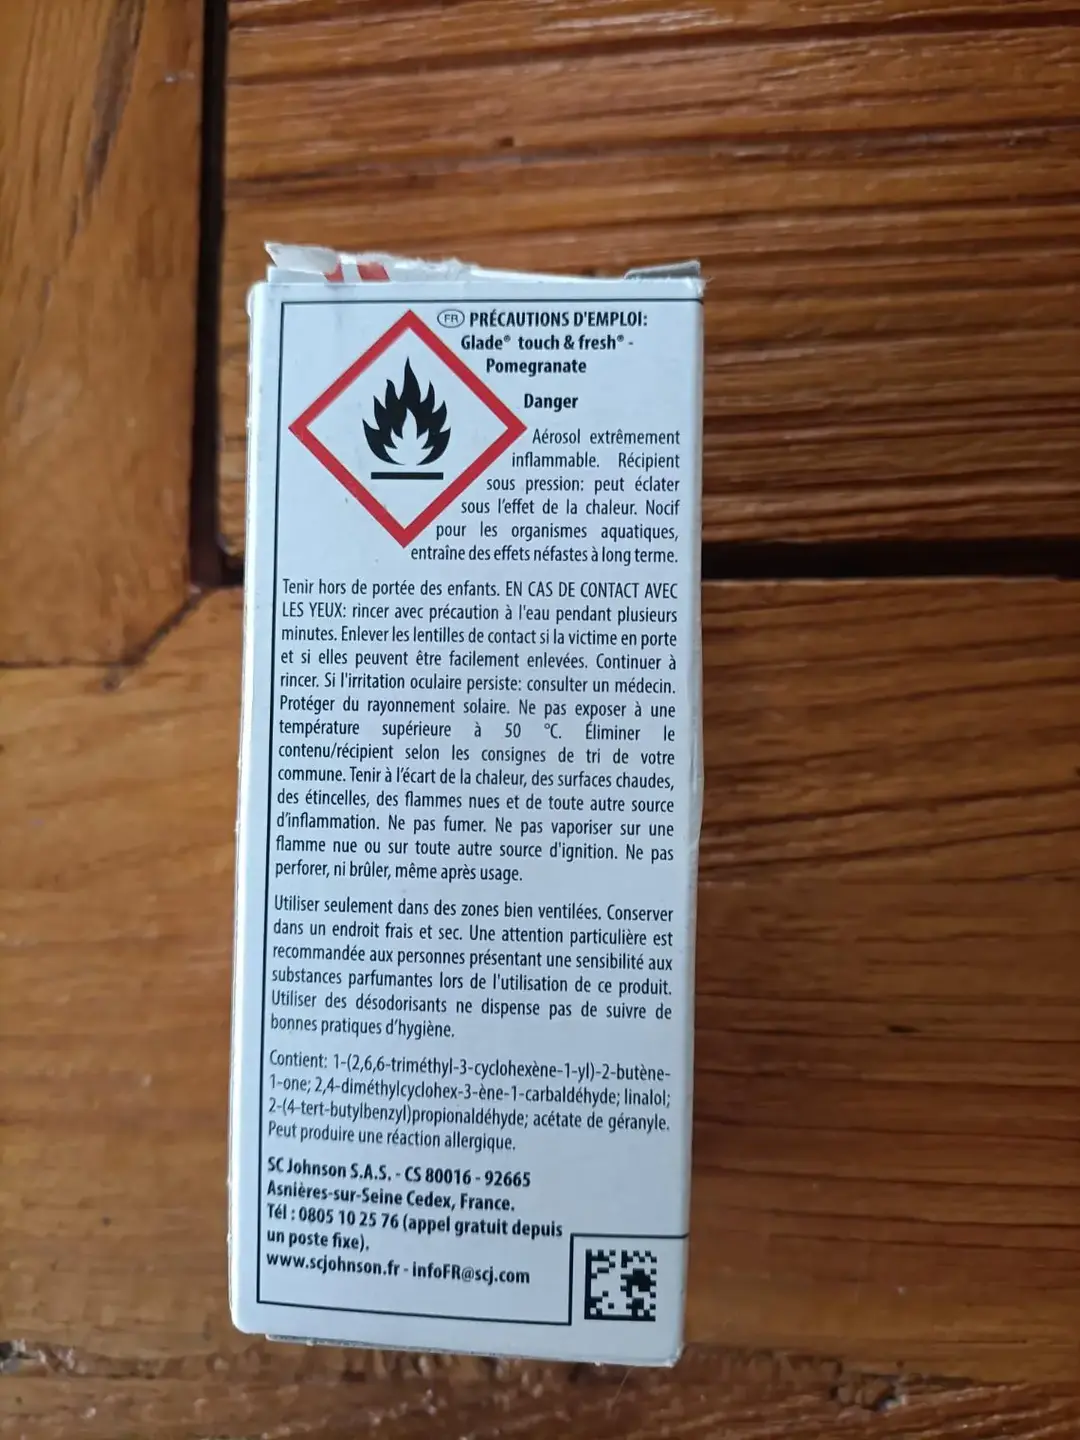 FR PRÉCAUTIONS D'EMPLOI:
Glade® touch & fresh® -
Pomegranate
Danger
Aérosol extrêmement
inflammable. Récipient
sous pression: peut éclater
sous l'effet de la chaleur. Nocif
pour les organismes aquatiques,
entraîne des effets néfastes à long terme.
Tenir hors de portée des enfants. EN CAS DE CONTACT AVEC
LES YEUX: rincer avec précaution à l'eau pendant plusieurs
minutes. Enlever les lentilles de contact si la victime en porte
et si elles peuvent être facilement enlevées. Continuer à
rincer. Si l'irritation oculaire persiste: consulter un médecin.
Protéger du rayonnement solaire. Ne pas exposer à une
température supérieure à 50 °C. Éliminer le
contenu/récipient selon les consignes de tri de votre
commune. Tenir à l'écart de la chaleur, des surfaces chaudes,
des étincelles, des flammes nues et de toute autre source
d'inflammation. Ne pas fumer. Ne pas vaporiser sur une
flamme nue ou sur toute autre source d'ignition. Ne pas
perforer, ni brûler, même après usage.
Utiliser seulement dans des zones bien ventilées. Conserver
dans un endroit frais et sec. Une attention particulière est
recommandée aux personnes présentant une sensibilité aux
substances parfumantes lors de l'utilisation de ce produit.
Utiliser des désodorisants ne dispense pas de suivre de
bonnes pratiques d'hygiène.
Contient: 1-(2,6,6-triméthyl-3-cyclohexène-1-yl)-2-butène-
1-one; 2,4-diméthylcyclohex-3-ène-1-carbaldéhyde; linalol;
2-(4-tert-butylbenzyl)propionaldéhyde; acétate de géranyle.
Peut produire une réaction allergique.
SC Johnson S.A.S. - CS 80016 - 92665
Asnières-sur-Seine Cedex, France.
Tél : 0805 10 25 76 (appel gratuit depuis
un poste fixe).
www.scjohnson.fr - infoFR@scj.com